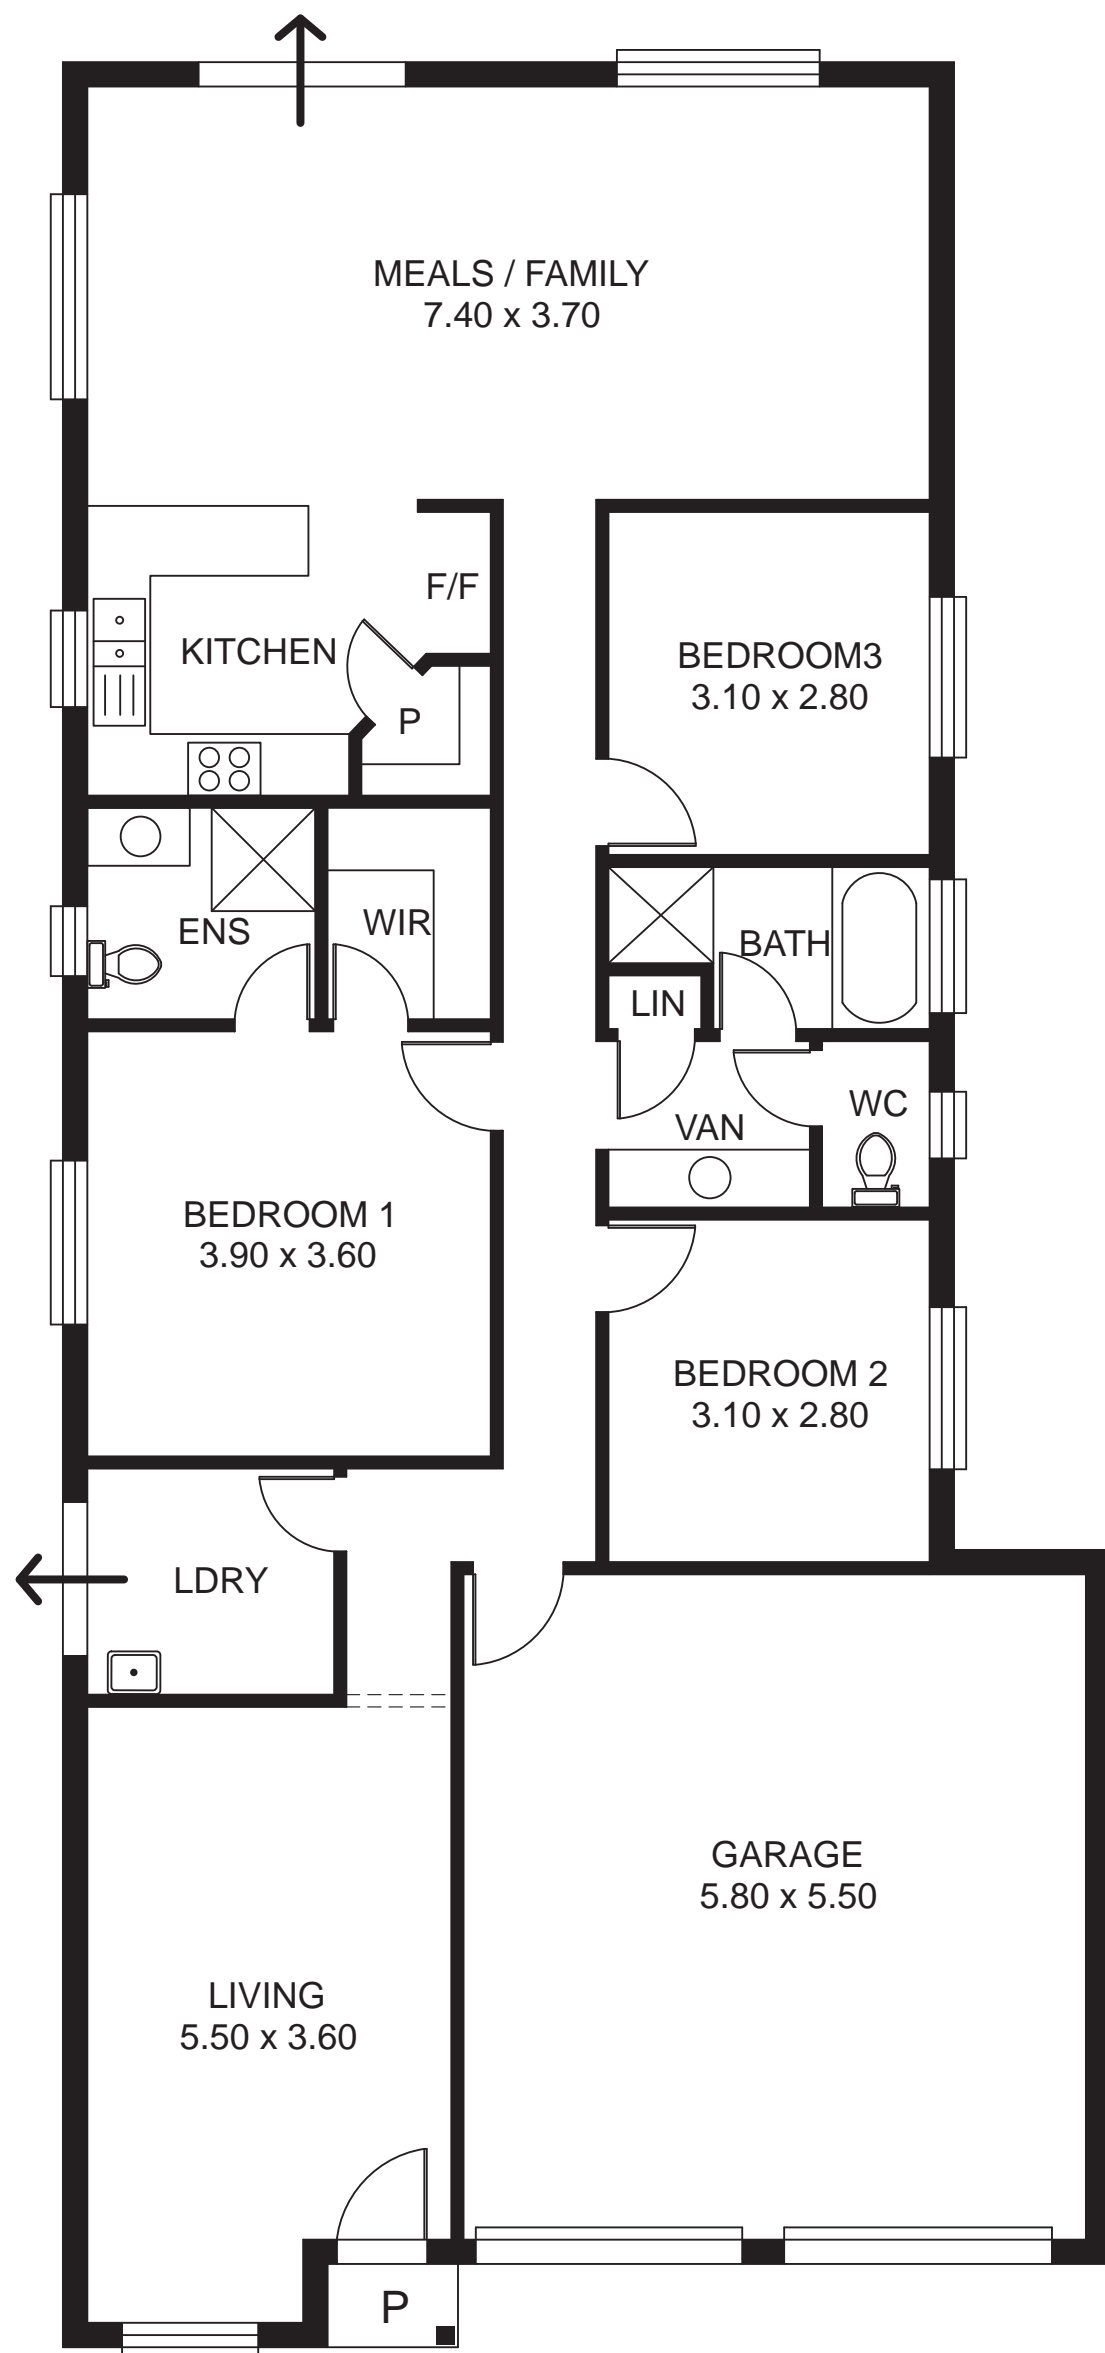 MEALS / FAMILY
7.40 x 3.70
F/F
KITCHEN
BEDROOM3
3.10 x 2.80
P
ENS
WIR
BATH
LIN
WC
VAN
BEDROOM 1
3.90 x 3.60
BEDROOM 2
3.10 x 2.80
LDRY
GARAGE
5.80 x 5.50
LIVING
5.50 x 3.60
P